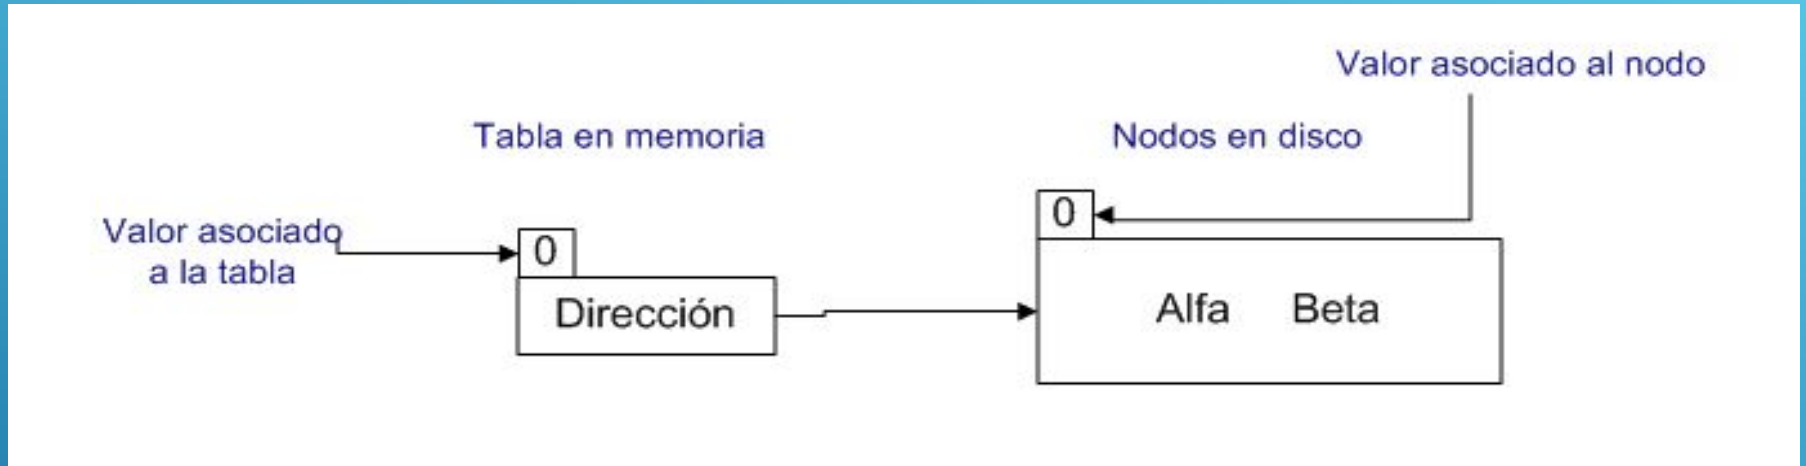 Valor asociado al nodo
Tabla en memoria
Nodos en disco
Valor asociado
a la tabla
0
0
Dirección
Alfa Beta